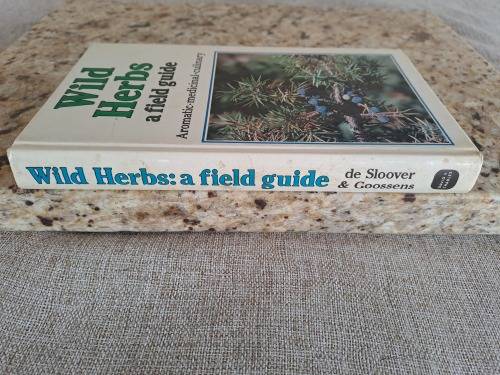 Wild
Herbs
a field guide
Aromatic·medicinal·culinary
Wild Herbs: a field guide
de Sloover
& Goossens